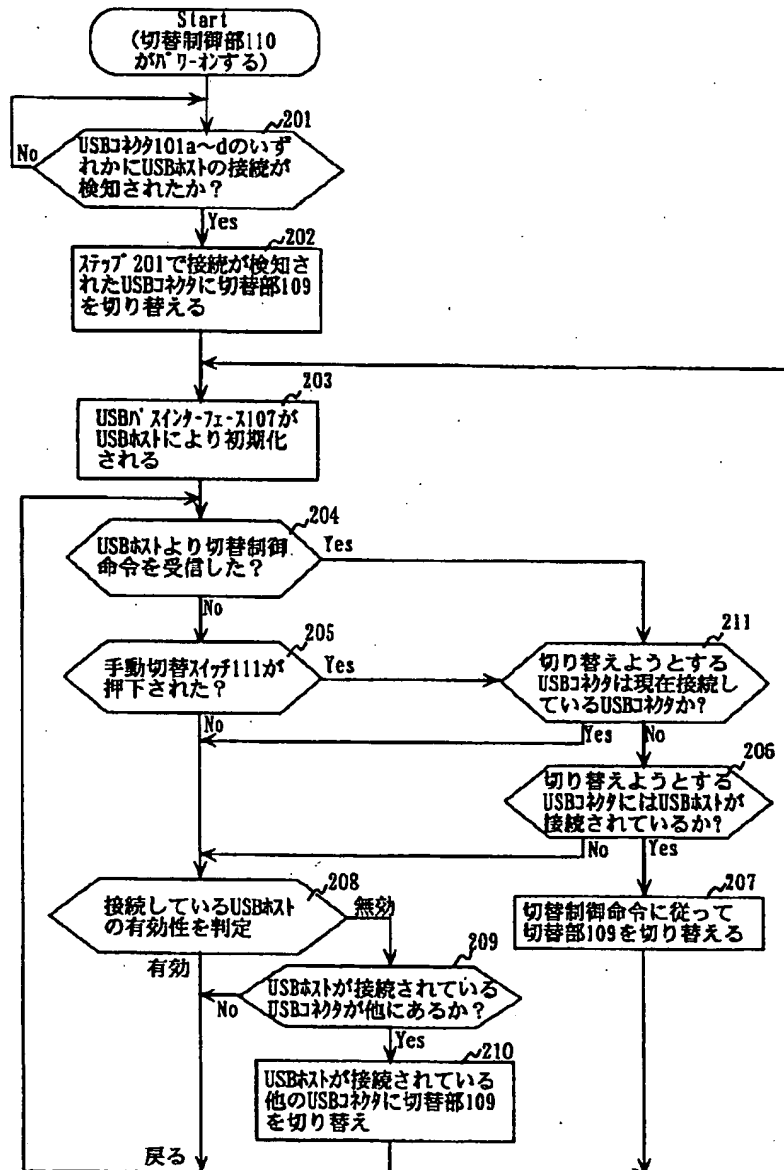 Start
(切替制御部110
がパワーオンする)
201
USBコネクタ101a~dのいず
れかにUSBホストの接続が
検知されたか?
No
Yes
202
ステップ201で接続が検知さ
れたUSBコネクタに切替部109
を切り替える
203
USBバスインターフェース107が
USBホストにより初期化
される
204
USBホストより切替制御
命令を受信した?
Yes
No
205
手動切替スイッチ111が
押下された?
Yes
No
211
切り替えようとする
USBコネクタは現在接続し
ているUSBコネクタか?
Yes
No
206
切り替えようとする
USBコネクタにはUSBホストが
接続されているか?
No
Yes
207
切替制御命令に従って
切替部109を切り替える
208
接続しているUSBホスト
の有効性を判定
無効
有効
209
USBホストが接続されている
USBコネクタが他にあるか?
No
Yes
210
USBホストが接続されている
他のUSBコネクタに切替部109
を切り替え
戻る